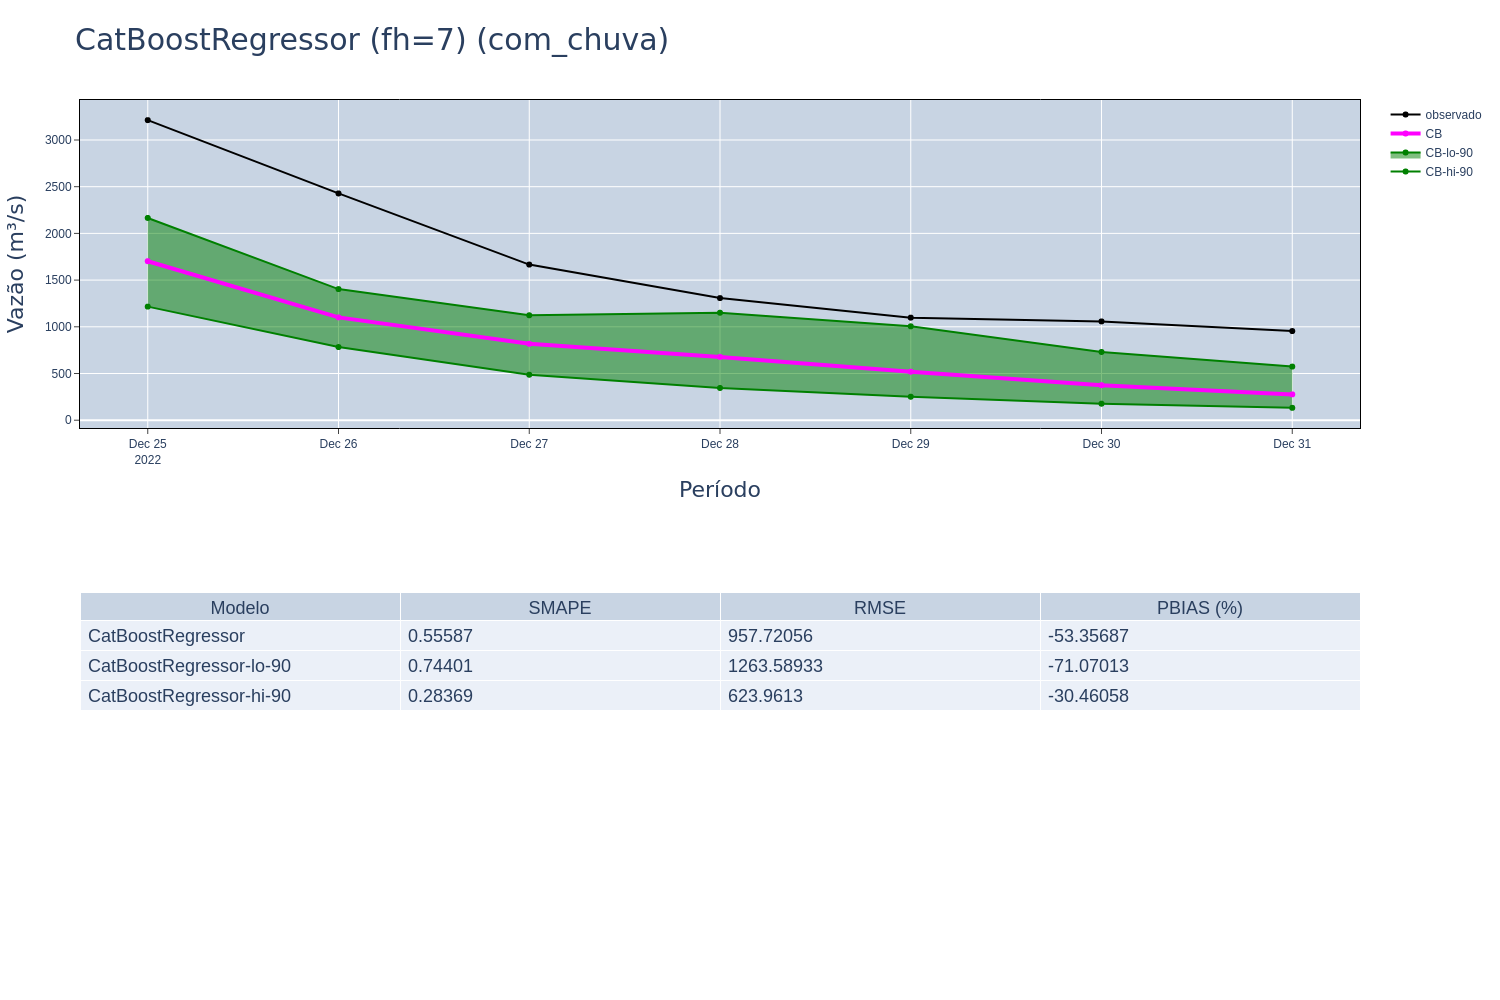 CatBoostRegressor (fh=7) (com_chuva)
observado
CB
CB-lo-90
CB-hi-90
Vazão (m³/s)
3000
2500
2000
1500
1000
500
0
Dec 25 Dec 26 Dec 27 Dec 28 Dec 29 Dec 30 Dec 31
2022
Período
Modelo SMAPE RMSE PBIAS (%)
CatBoostRegressor 0.55587 957.72056 -53.35687
CatBoostRegressor-lo-90 0.74401 1263.58933 -71.07013
CatBoostRegressor-hi-90 0.28369 623.9613 -30.46058